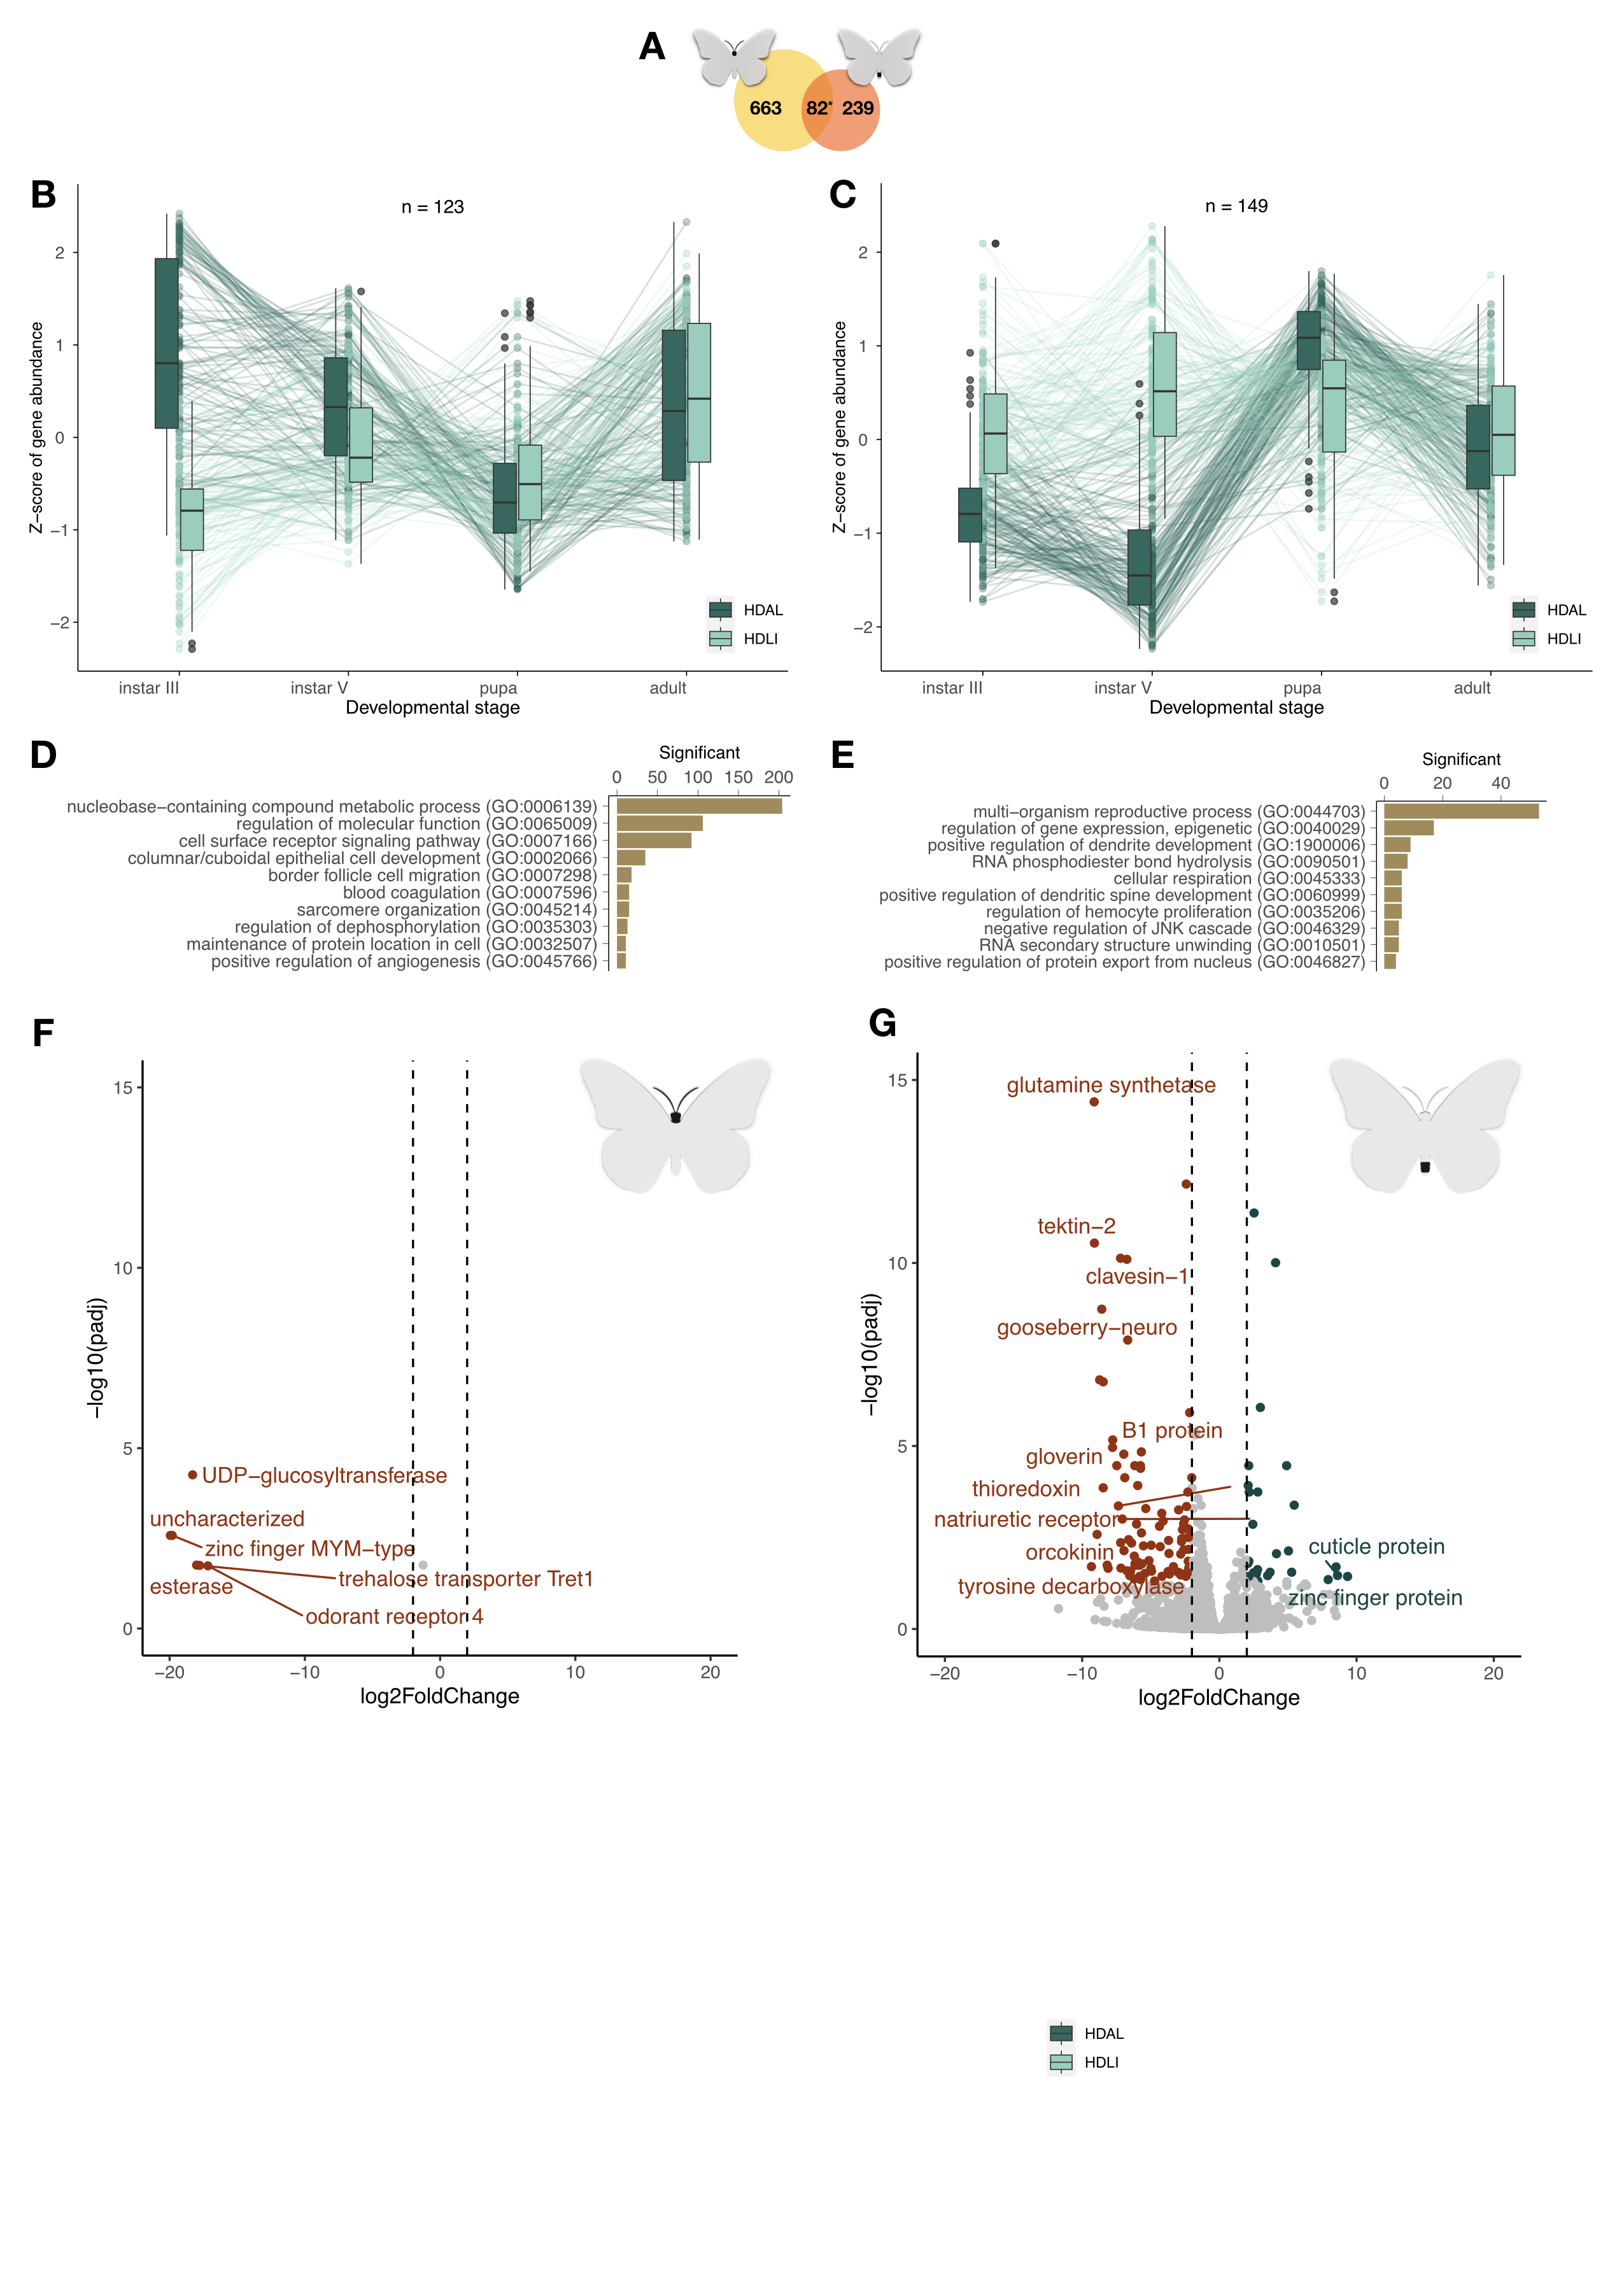 A
663 82* 239
B
n = 123
Z−score of gene abundance
2
1
0
−1
−2
HDAL
HDLI
instar III instar V pupa adult
Developmental stage
C
n = 149
Z−score of gene abundance
2
1
0
−1
−2
HDAL
HDLI
instar III instar V pupa adult
Developmental stage
D
Significant
0 50 100 150 200
nucleobase−containing compound metabolic process (GO:0006139)
regulation of molecular function (GO:0065009)
cell surface receptor signaling pathway (GO:0007166)
columnar/cuboidal epithelial cell development (GO:0002066)
border follicle cell migration (GO:0007298)
blood coagulation (GO:0007596)
sarcomere organization (GO:0045214)
regulation of dephosphorylation (GO:0035303)
maintenance of protein location in cell (GO:0032507)
positive regulation of angiogenesis (GO:0045766)
E
Significant
0 20 40
multi−organism reproductive process (GO:0044703)
regulation of gene expression, epigenetic (GO:0040029)
positive regulation of dendrite development (GO:1900006)
RNA phosphodiester bond hydrolysis (GO:0090501)
cellular respiration (GO:0045333)
positive regulation of dendritic spine development (GO:0060999)
regulation of hemocyte proliferation (GO:0035206)
negative regulation of JNK cascade (GO:0046329)
RNA secondary structure unwinding (GO:0010501)
positive regulation of protein export from nucleus (GO:0046827)
F
−log10(padj)
15
10
5
0
UDP−glucosyltransferase
uncharacterized
zinc finger MYM−type
trehalose transporter Tret1
esterase
odorant receptor 4
−20 −10 0 10 20
log2FoldChange
G
−log10(padj)
15
10
5
0
glutamine synthetase
tektin−2
clavesin−1
gooseberry−neuro
B1 protein
gloverin
thioredoxin
natriuretic receptor
orcokinin
cuticle protein
tyrosine decarboxylase
zinc finger protein
−20 −10 0 10 20
log2FoldChange
HDAL
HDLI